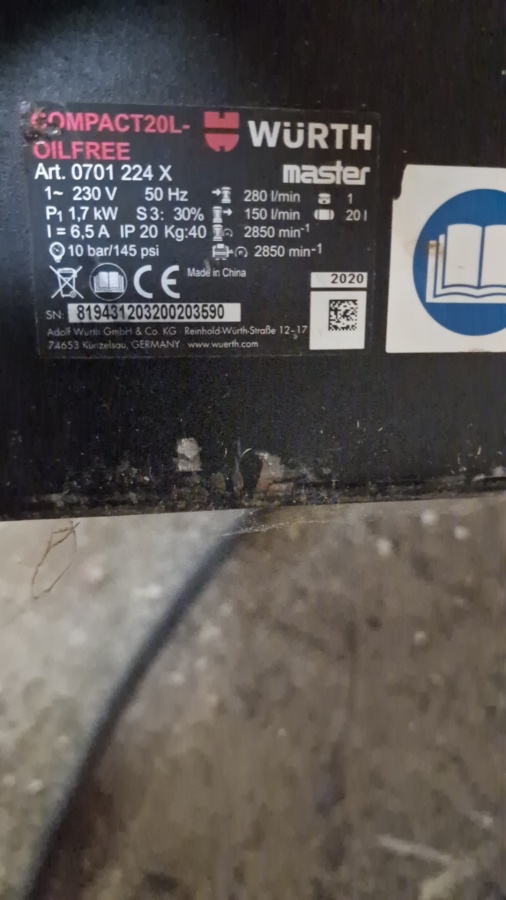 COMPACT20L-
OILFREE
WÜRTH
master
Art. 0701 224 X
1~ 230 V 50 Hz 280 l/min 1
P1 1,7 kW S3: 30% 150 l/min 20 l
I = 6,5 A IP 20 Kg:40 2850 min-1
10 bar/145 psi 2850 min-1
CE Made in China
2020
SN: 819431203200203590
Adolf Würth GmbH & Co. KG · Reinhold-Würth-Straße 12-17
74653 Künzelsau, GERMANY · www.wuerth.com